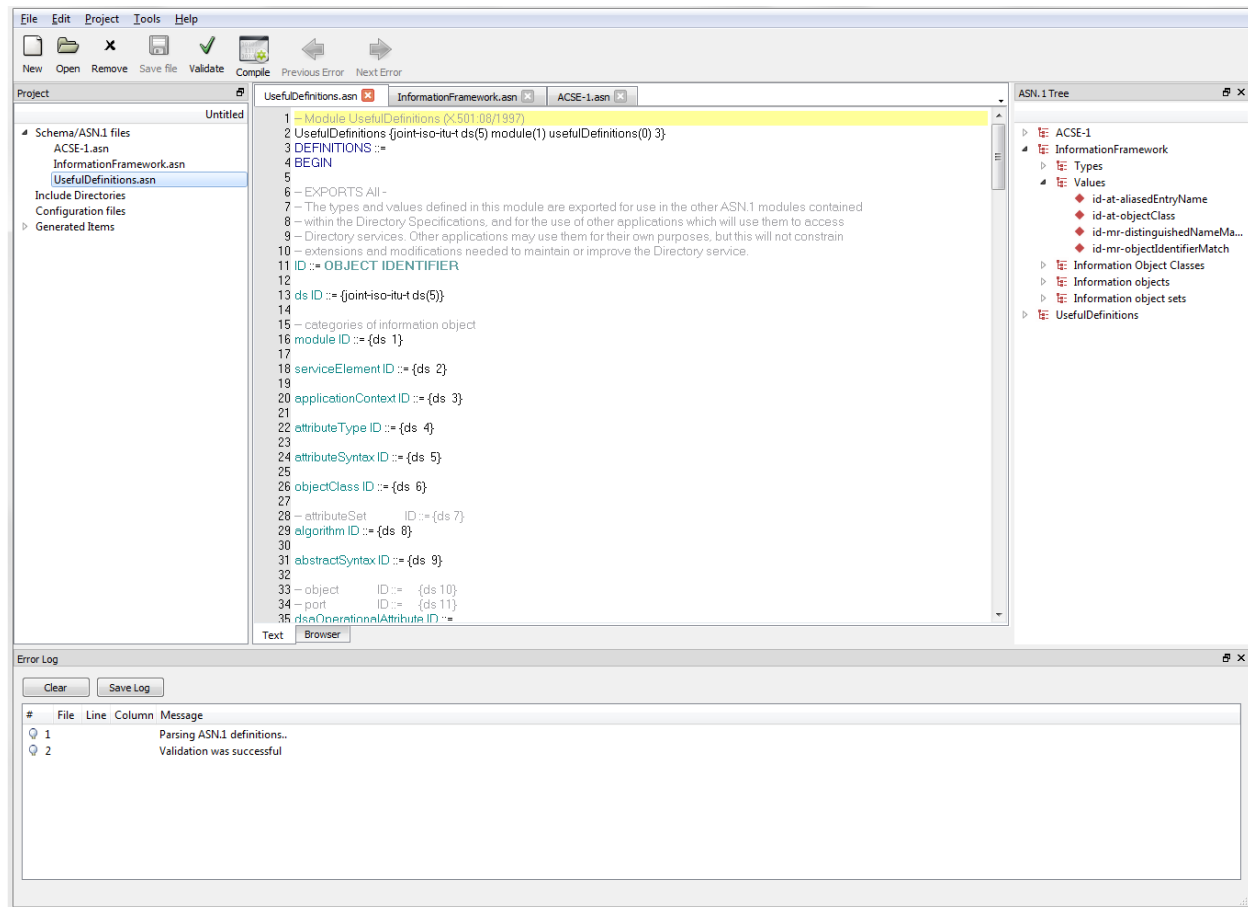 File Edit Project Tools Help
New Open Remove Save file Validate Compile Previous Error Next Error
Project
Untitled
Schema/ASN.1 files
ACSE-1.asn
InformationFramework.asn
UsefulDefinitions.asn
Include Directories
Configuration files
Generated Items
UsefulDefinitions.asn InformationFramework.asn ACSE-1.asn
1 -- Module UsefulDefinitions (X.501:08/1997)
2 UsefulDefinitions {joint-iso-itu-t ds(5) module(1) usefulDefinitions(0) 3}
3 DEFINITIONS ::=
4 BEGIN
5
6 -- EXPORTS All -
7 -- The types and values defined in this module are exported for use in the other ASN.1 modules contained
8 -- within the Directory Specifications, and for the use of other applications which will use them to access
9 -- Directory services. Other applications may use them for their own purposes, but this will not constrain
10 -- extensions and modifications needed to maintain or improve the Directory service.
11 ID ::= OBJECT IDENTIFIER
12
13 ds ID ::= {joint-iso-itu-t ds(5)}
14
15 -- categories of information object
16 module ID ::= {ds 1}
17
18 serviceElement ID ::= {ds 2}
19
20 applicationContext ID ::= {ds 3}
21
22 attributeType ID ::= {ds 4}
23
24 attributeSyntax ID ::= {ds 5}
25
26 objectClass ID ::= {ds 6}
27
28 -- attributeSet ID ::= {ds 7}
29 algorithm ID ::= {ds 8}
30
31 abstractSyntax ID ::= {ds 9}
32
33 -- object ID ::= {ds 10}
34 -- port ID ::= {ds 11}
35 dsaOperationalAttribute ID ::=
Text Browser
ASN.1 Tree
ACSE-1
InformationFramework
Types
Values
id-at-aliasedEntryName
id-at-objectClass
id-mr-distinguishedNameMa...
id-mr-objectIdentifierMatch
Information Object Classes
Information objects
Information object sets
UsefulDefinitions
Error Log
Clear Save Log
# File Line Column Message
1 Parsing ASN.1 definitions..
2 Validation was successful